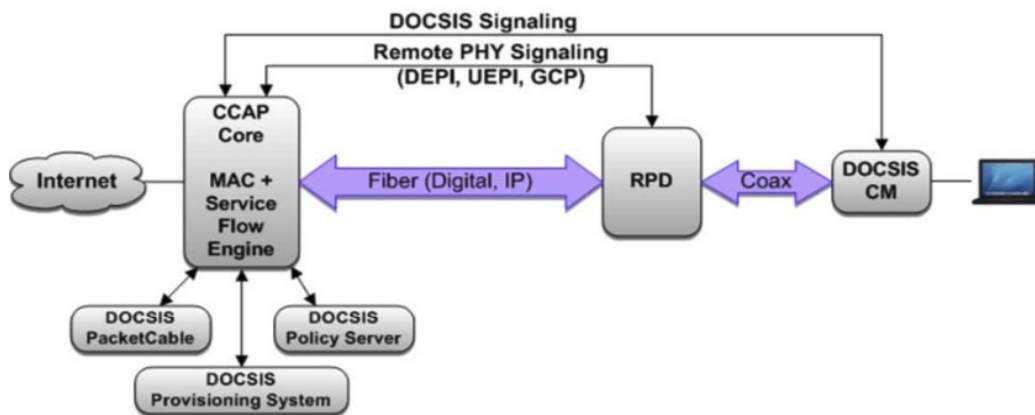 DOCSIS Signaling
Remote PHY Signaling
(DEPI, UEPI, GCP)
CCAP
Core
MAC +
Service
Flow
Engine
Internet
Fiber (Digital, IP)
RPD
Coax
DOCSIS
CM
DOCSIS
PacketCable
DOCSIS
Policy Server
DOCSIS
Provisioning System